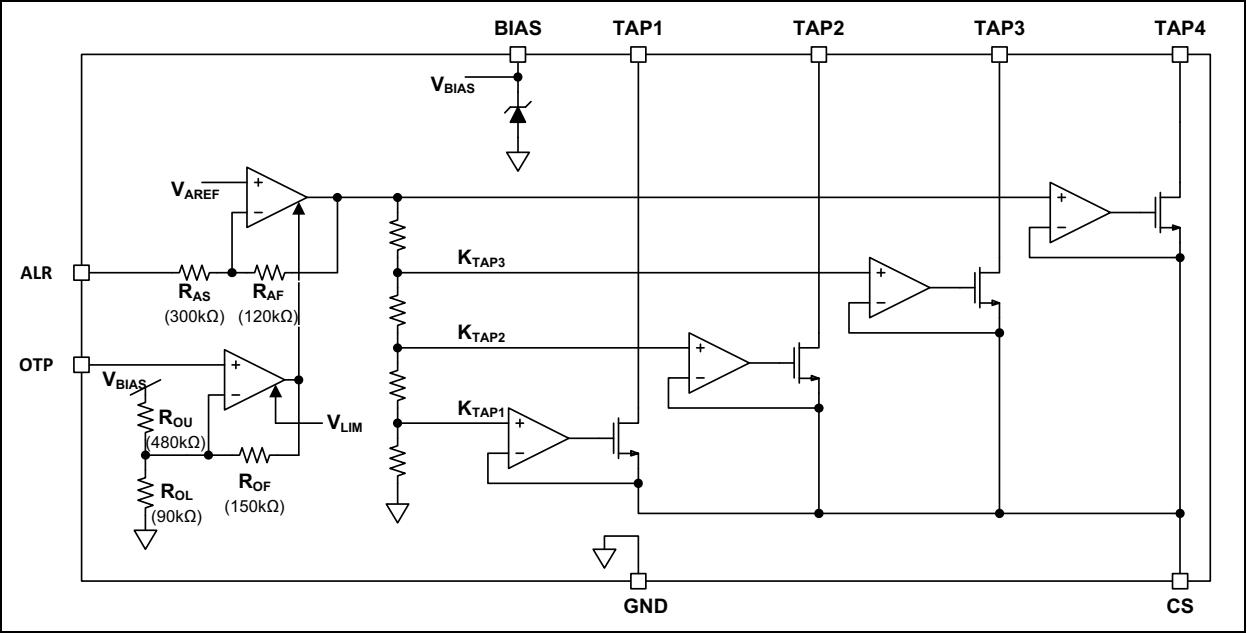 BIAS TAP1 TAP2 TAP3 TAP4
VBIAS
VAREF
+
−
+
−
ALR
RAS
(300kΩ)
RAF
(120kΩ)
KTAP3
+
−
OTP
VBIAS
+
−
KTAP2
+
−
ROU
(480kΩ)
VLIM
KTAP1
+
−
ROL
(90kΩ)
ROF
(150kΩ)
GND
CS